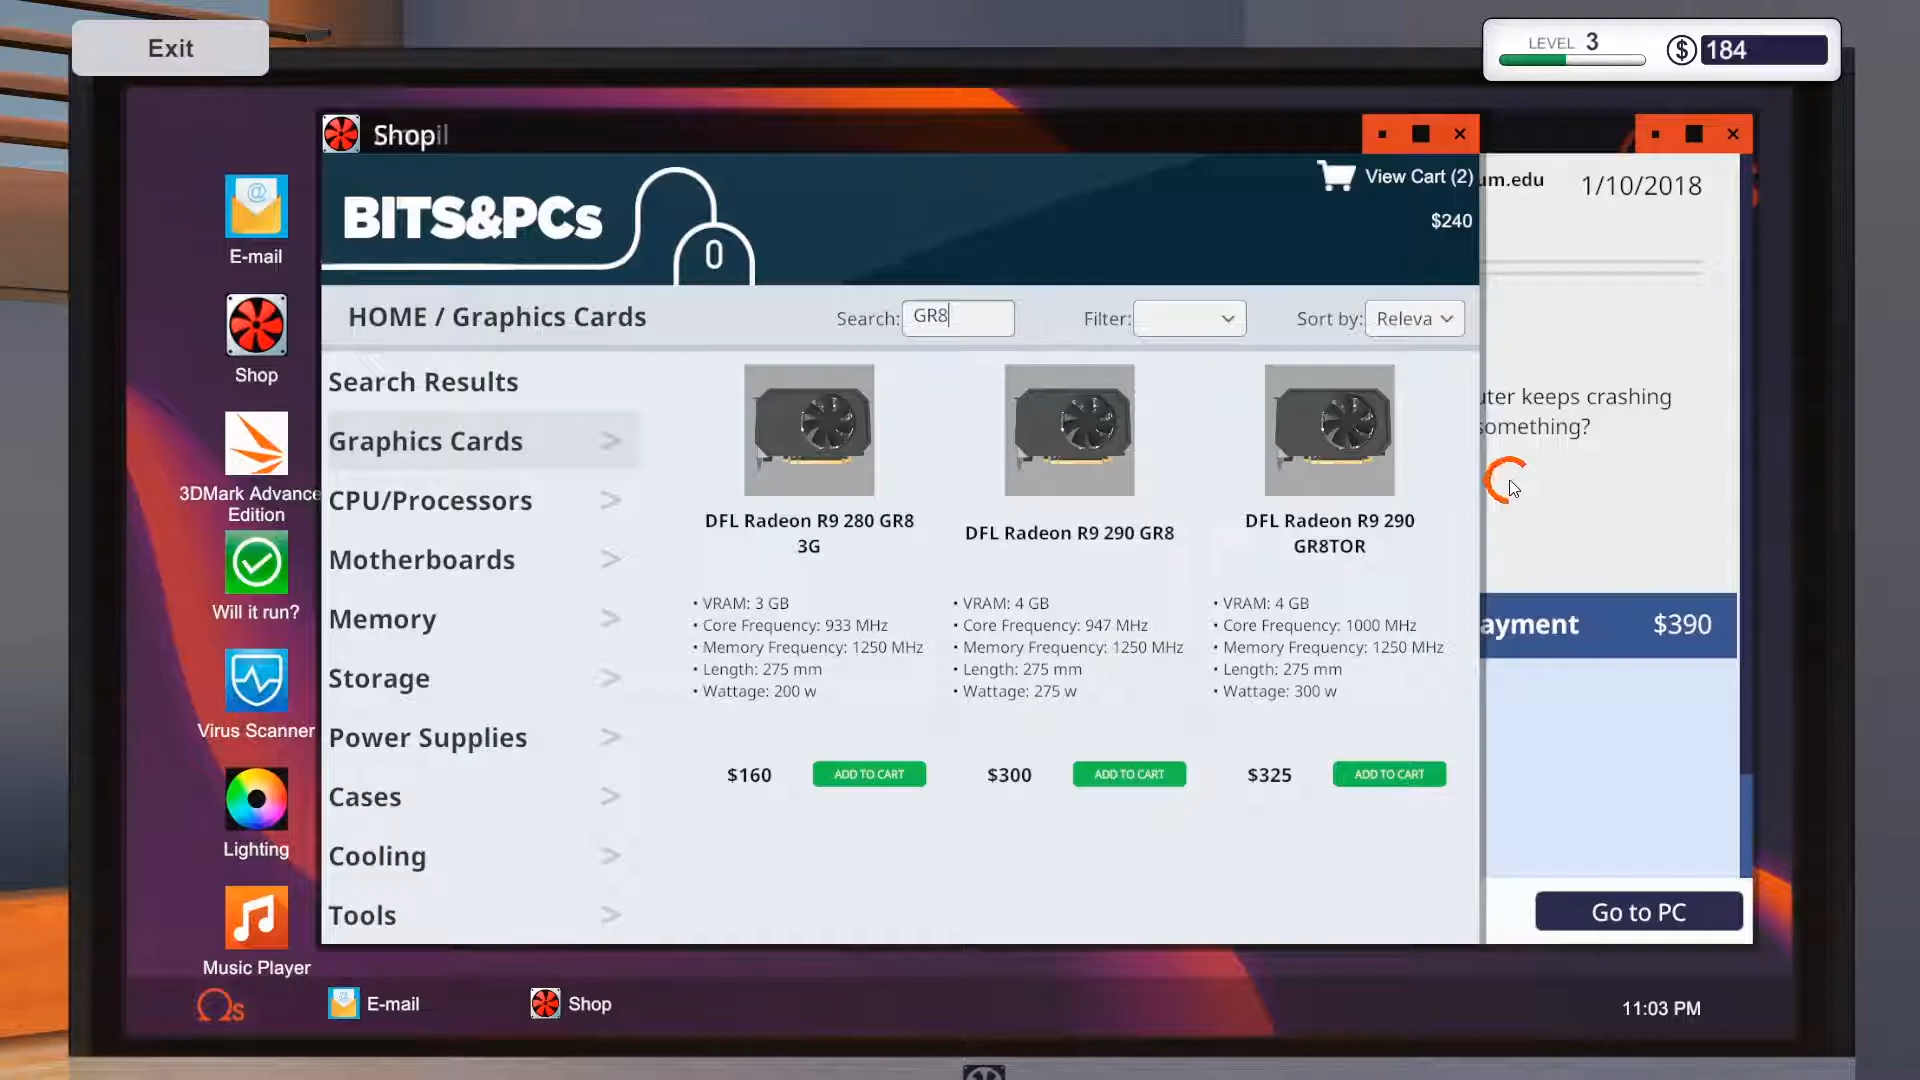 Exit
LEVEL 3
$ 184
Shop
View Cart (2)
$240
BITS&PCs
um.edu
1/10/2018
HOME / Graphics Cards
Search: GR8
Filter:
Sort by: Releva
Search Results
Graphics Cards >
CPU/Processors >
Motherboards >
Memory >
Storage >
Power Supplies >
Cases >
Cooling >
Tools >
DFL Radeon R9 280 GR8
3G
• VRAM: 3 GB
• Core Frequency: 933 MHz
• Memory Frequency: 1250 MHz
• Length: 275 mm
• Wattage: 200 w
$160
ADD TO CART
DFL Radeon R9 290 GR8
• VRAM: 4 GB
• Core Frequency: 947 MHz
• Memory Frequency: 1250 MHz
• Length: 275 mm
• Wattage: 275 w
$300
ADD TO CART
DFL Radeon R9 290
GR8TOR
• VRAM: 4 GB
• Core Frequency: 1000 MHz
• Memory Frequency: 1250 MHz
• Length: 275 mm
• Wattage: 300 w
$325
ADD TO CART
uter keeps crashing
something?
ayment $390
Go to PC
E-mail
Shop
3DMark Advance
Edition
Will it run?
Virus Scanner
Lighting
Music Player
Ωs
E-mail
Shop
11:03 PM